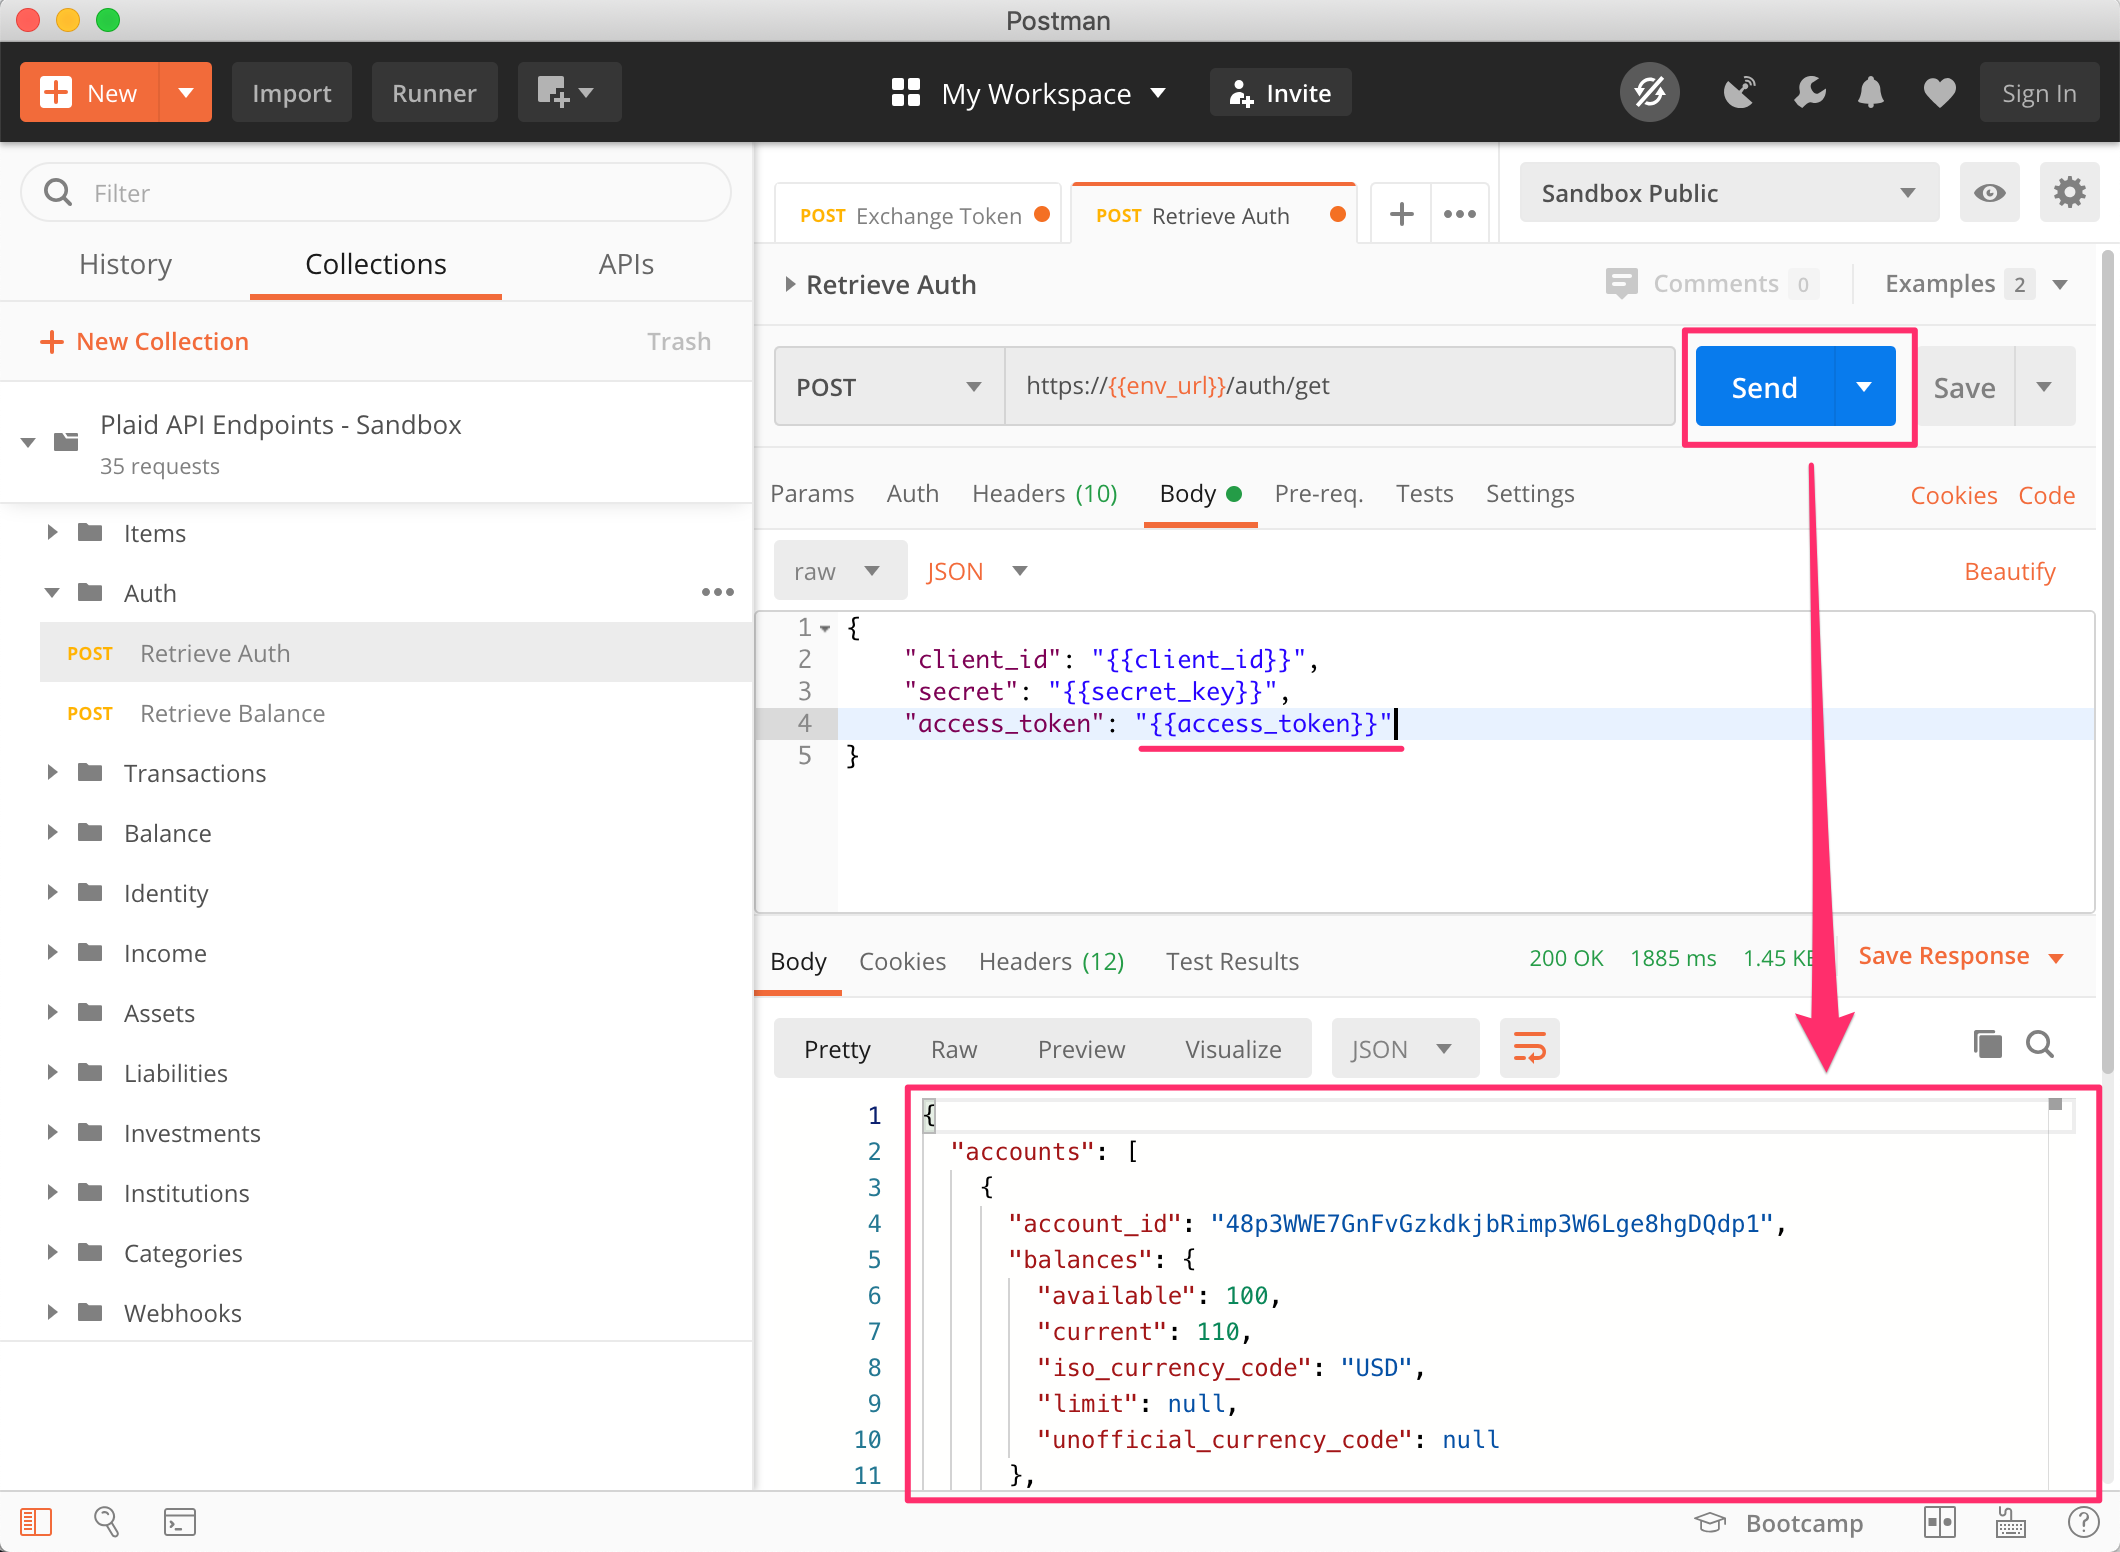 Postman
New
Import
Runner
My Workspace
Invite
Sign In
Filter
History
Collections
APIs
New Collection
Trash
Plaid API Endpoints - Sandbox
35 requests
Items
Auth
POST Retrieve Auth
POST Retrieve Balance
Transactions
Balance
Identity
Income
Assets
Liabilities
Investments
Institutions
Categories
Webhooks
POST Exchange Token
POST Retrieve Auth
Sandbox Public
Retrieve Auth
Comments 0
Examples 2
POST
https://{{env_url}}/auth/get
Send
Save
Params Auth Headers (10) Body Pre-req. Tests Settings
Cookies Code
raw
JSON
Beautify
1 {
2 "client_id": "{{client_id}}",
3 "secret": "{{secret_key}}",
4 "access_token": "{{access_token}}"
5 }
Body Cookies Headers (12) Test Results
200 OK 1885 ms 1.45
Save Response
Pretty Raw Preview Visualize
JSON
1 {
2 "accounts": [
3 {
4 "account_id": "48p3WWE7GnFvGzkdkjbRimp3W6Lge8hgDQdp1",
5 "balances": {
6 "available": 100,
7 "current": 110,
8 "iso_currency_code": "USD",
9 "limit": null,
10 "unofficial_currency_code": null
11 },
Bootcamp